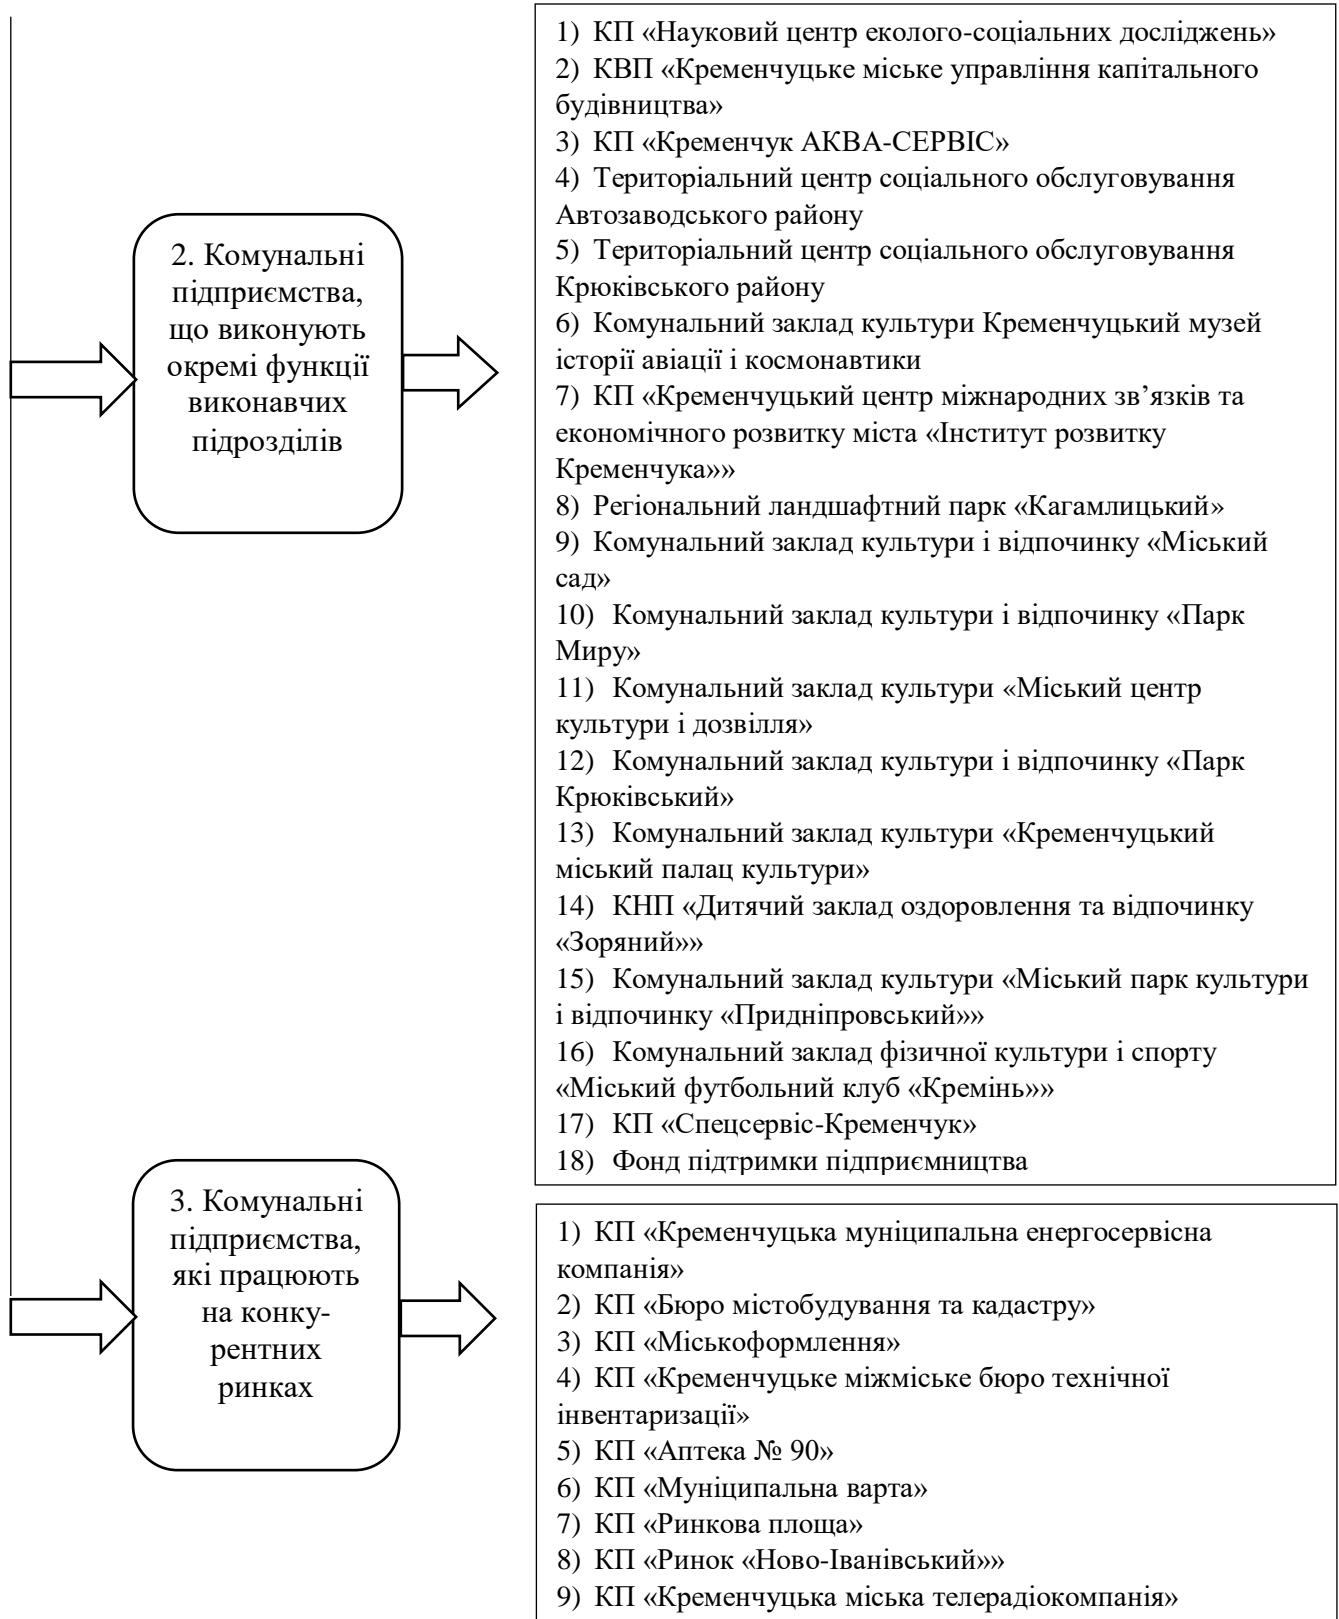 2. Комунальні
підприємства,
що виконують
окремі функції
виконавчих
підрозділів
1) КП «Науковий центр еколого-соціальних досліджень»
2) КВП «Кременчуцьке міське управління капітального
будівництва»
3) КП «Кременчук АКВА-СЕРВІС»
4) Територіальний центр соціального обслуговування
Автозаводського району
5) Територіальний центр соціального обслуговування
Крюківського району
6) Комунальний заклад культури Кременчуцький музей
історії авіації і космонавтики
7) КП «Кременчуцький центр міжнародних зв’язків та
економічного розвитку міста «Інститут розвитку
Кременчука»»
8) Регіональний ландшафтний парк «Кагамлицький»
9) Комунальний заклад культури і відпочинку «Міський
сад»
10) Комунальний заклад культури і відпочинку «Парк
Миру»
11) Комунальний заклад культури «Міський центр
культури і дозвілля»
12) Комунальний заклад культури і відпочинку «Парк
Крюківський»
13) Комунальний заклад культури «Кременчуцький
міський палац культури»
14) КНП «Дитячий заклад оздоровлення та відпочинку
«Зоряний»»
15) Комунальний заклад культури «Міський парк культури
і відпочинку «Придніпровський»»
16) Комунальний заклад фізичної культури і спорту
«Міський футбольний клуб «Кремінь»»
17) КП «Спецсервіс-Кременчук»
18) Фонд підтримки підприємництва
3. Комунальні
підприємства,
які працюють
на конку-
рентних
ринках
1) КП «Кременчуцька муніципальна енергосервісна
компанія»
2) КП «Бюро містобудування та кадастру»
3) КП «Міськоформлення»
4) КП «Кременчуцьке міжміське бюро технічної
інвентаризації»
5) КП «Аптека № 90»
6) КП «Муніципальна варта»
7) КП «Ринкова площа»
8) КП «Ринок «Ново-Іванівський»»
9) КП «Кременчуцька міська телерадіокомпанія»